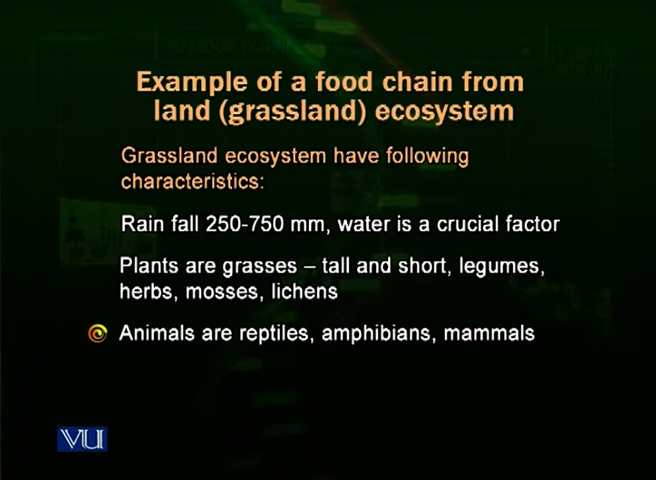 Example of a food chain from
land (grassland) ecosystem
Grassland ecosystem have following
characteristics:
Rain fall 250-750 mm, water is a crucial factor
Plants are grasses – tall and short, legumes,
herbs, mosses, lichens
Animals are reptiles, amphibians, mammals
VU